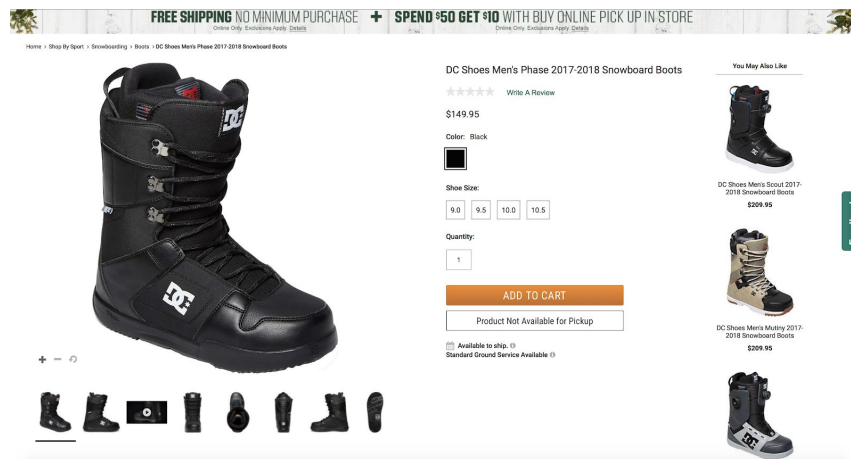 FREE SHIPPING NO MINIMUM PURCHASE + SPEND $50 GET $10 WITH BUY ONLINE PICK UP IN STORE
Online Only. Exclusions Apply. Details
Online Only. Exclusions Apply. Details
Home > Shop By Sport > Snowboarding > Boots > DC Shoes Men's Phase 2017-2018 Snowboard Boots
DC Shoes Men's Phase 2017-2018 Snowboard Boots
Write A Review
$149.95
Color: Black
Shoe Size:
9.0 9.5 10.0 10.5
Quantity:
1
ADD TO CART
Product Not Available for Pickup
Available to ship.
Standard Ground Service Available
You May Also Like
DC Shoes Men's Scout 2017-
2018 Snowboard Boots
$209.95
DC Shoes Men's Mutiny 2017-
2018 Snowboard Boots
$209.95